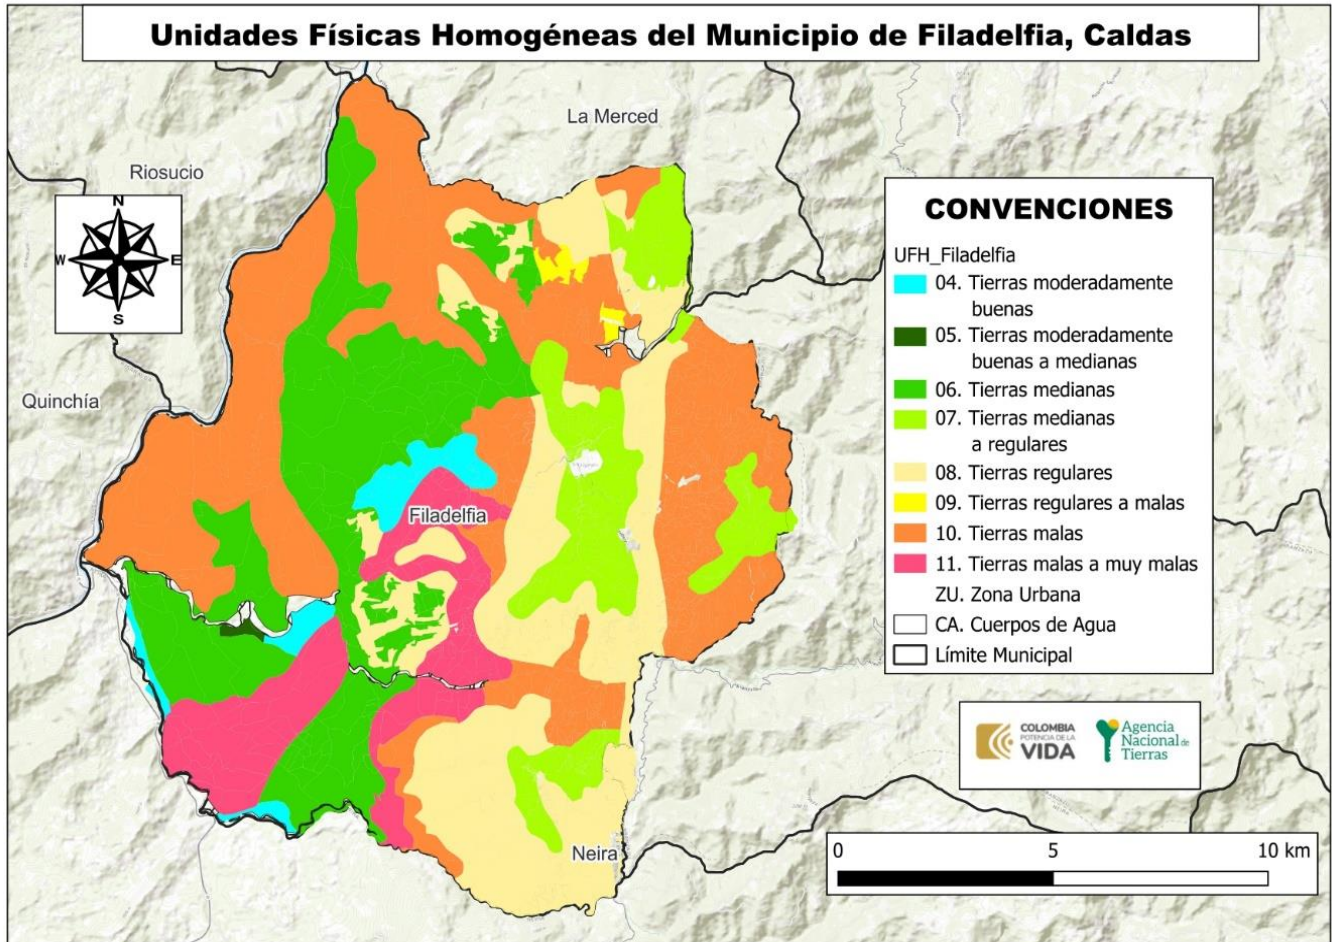 Unidades Físicas Homogéneas del Municipio de Filadelfia, Caldas
La Merced
Riosucio
N
W
E
S
Quinchía
Filadelfia
Neira
CONVENCIONES
UFH_Filadelfia
04. Tierras moderadamente
buenas
05. Tierras moderadamente
buenas a medianas
06. Tierras medianas
07. Tierras medianas
a regulares
08. Tierras regulares
09. Tierras regulares a malas
10. Tierras malas
11. Tierras malas a muy malas
ZU. Zona Urbana
CA. Cuerpos de Agua
Límite Municipal
COLOMBIA
POTENCIA DE LA
VIDA
Agencia
Nacional de
Tierras
0
5
10 km